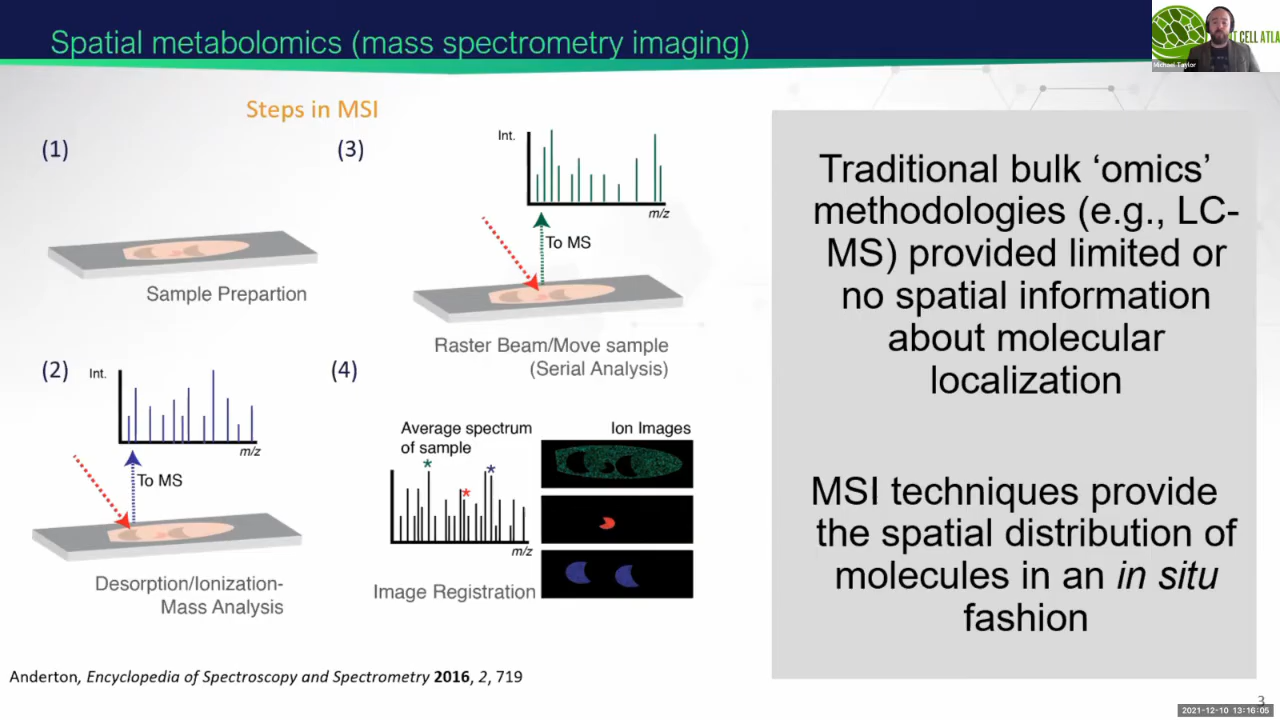 Spatial metabolomics (mass spectrometry imaging)
CELL ATLA
Michael Taylor
Steps in MSI
(1)
Sample Prepartion
(2)
Int.
m/z
To MS
Desorption/Ionization-
Mass Analysis
(3)
Int.
m/z
To MS
Raster Beam/Move sample
(Serial Analysis)
(4)
Average spectrum
of sample
* * *
m/z
Ion Images
Image Registration
Traditional bulk ‘omics’
methodologies (e.g., LC-
MS) provided limited or
no spatial information
about molecular
localization
MSI techniques provide
the spatial distribution of
molecules in an in situ
fashion
Anderton, Encyclopedia of Spectroscopy and Spectrometry 2016, 2, 719
3
2021-12-10 13:16:05